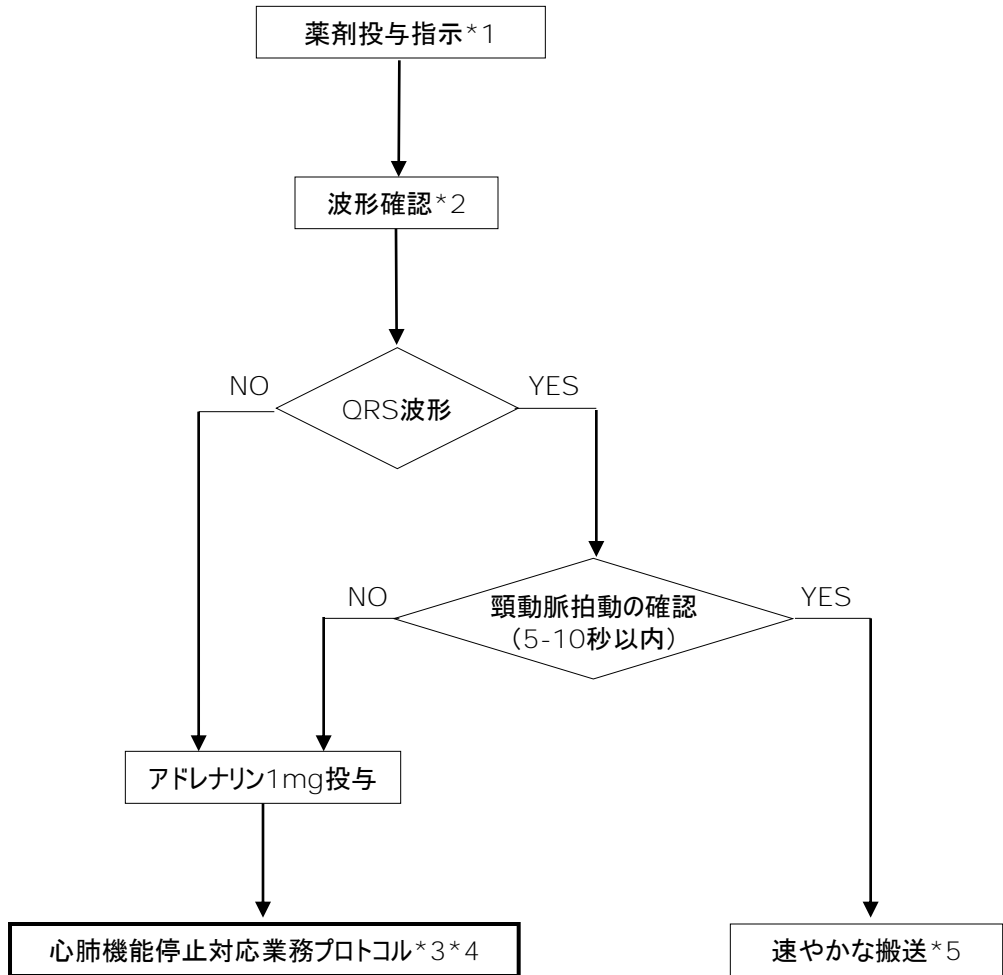 薬剤投与指示*1
波形確認*2
NO
YES
QRS波形
NO
頸動脈拍動の確認
YES
(5-10秒以内)
アドレナリン1mg投与
心肺機能停止対応業務プロトコル*3*4
速やかな搬送*5